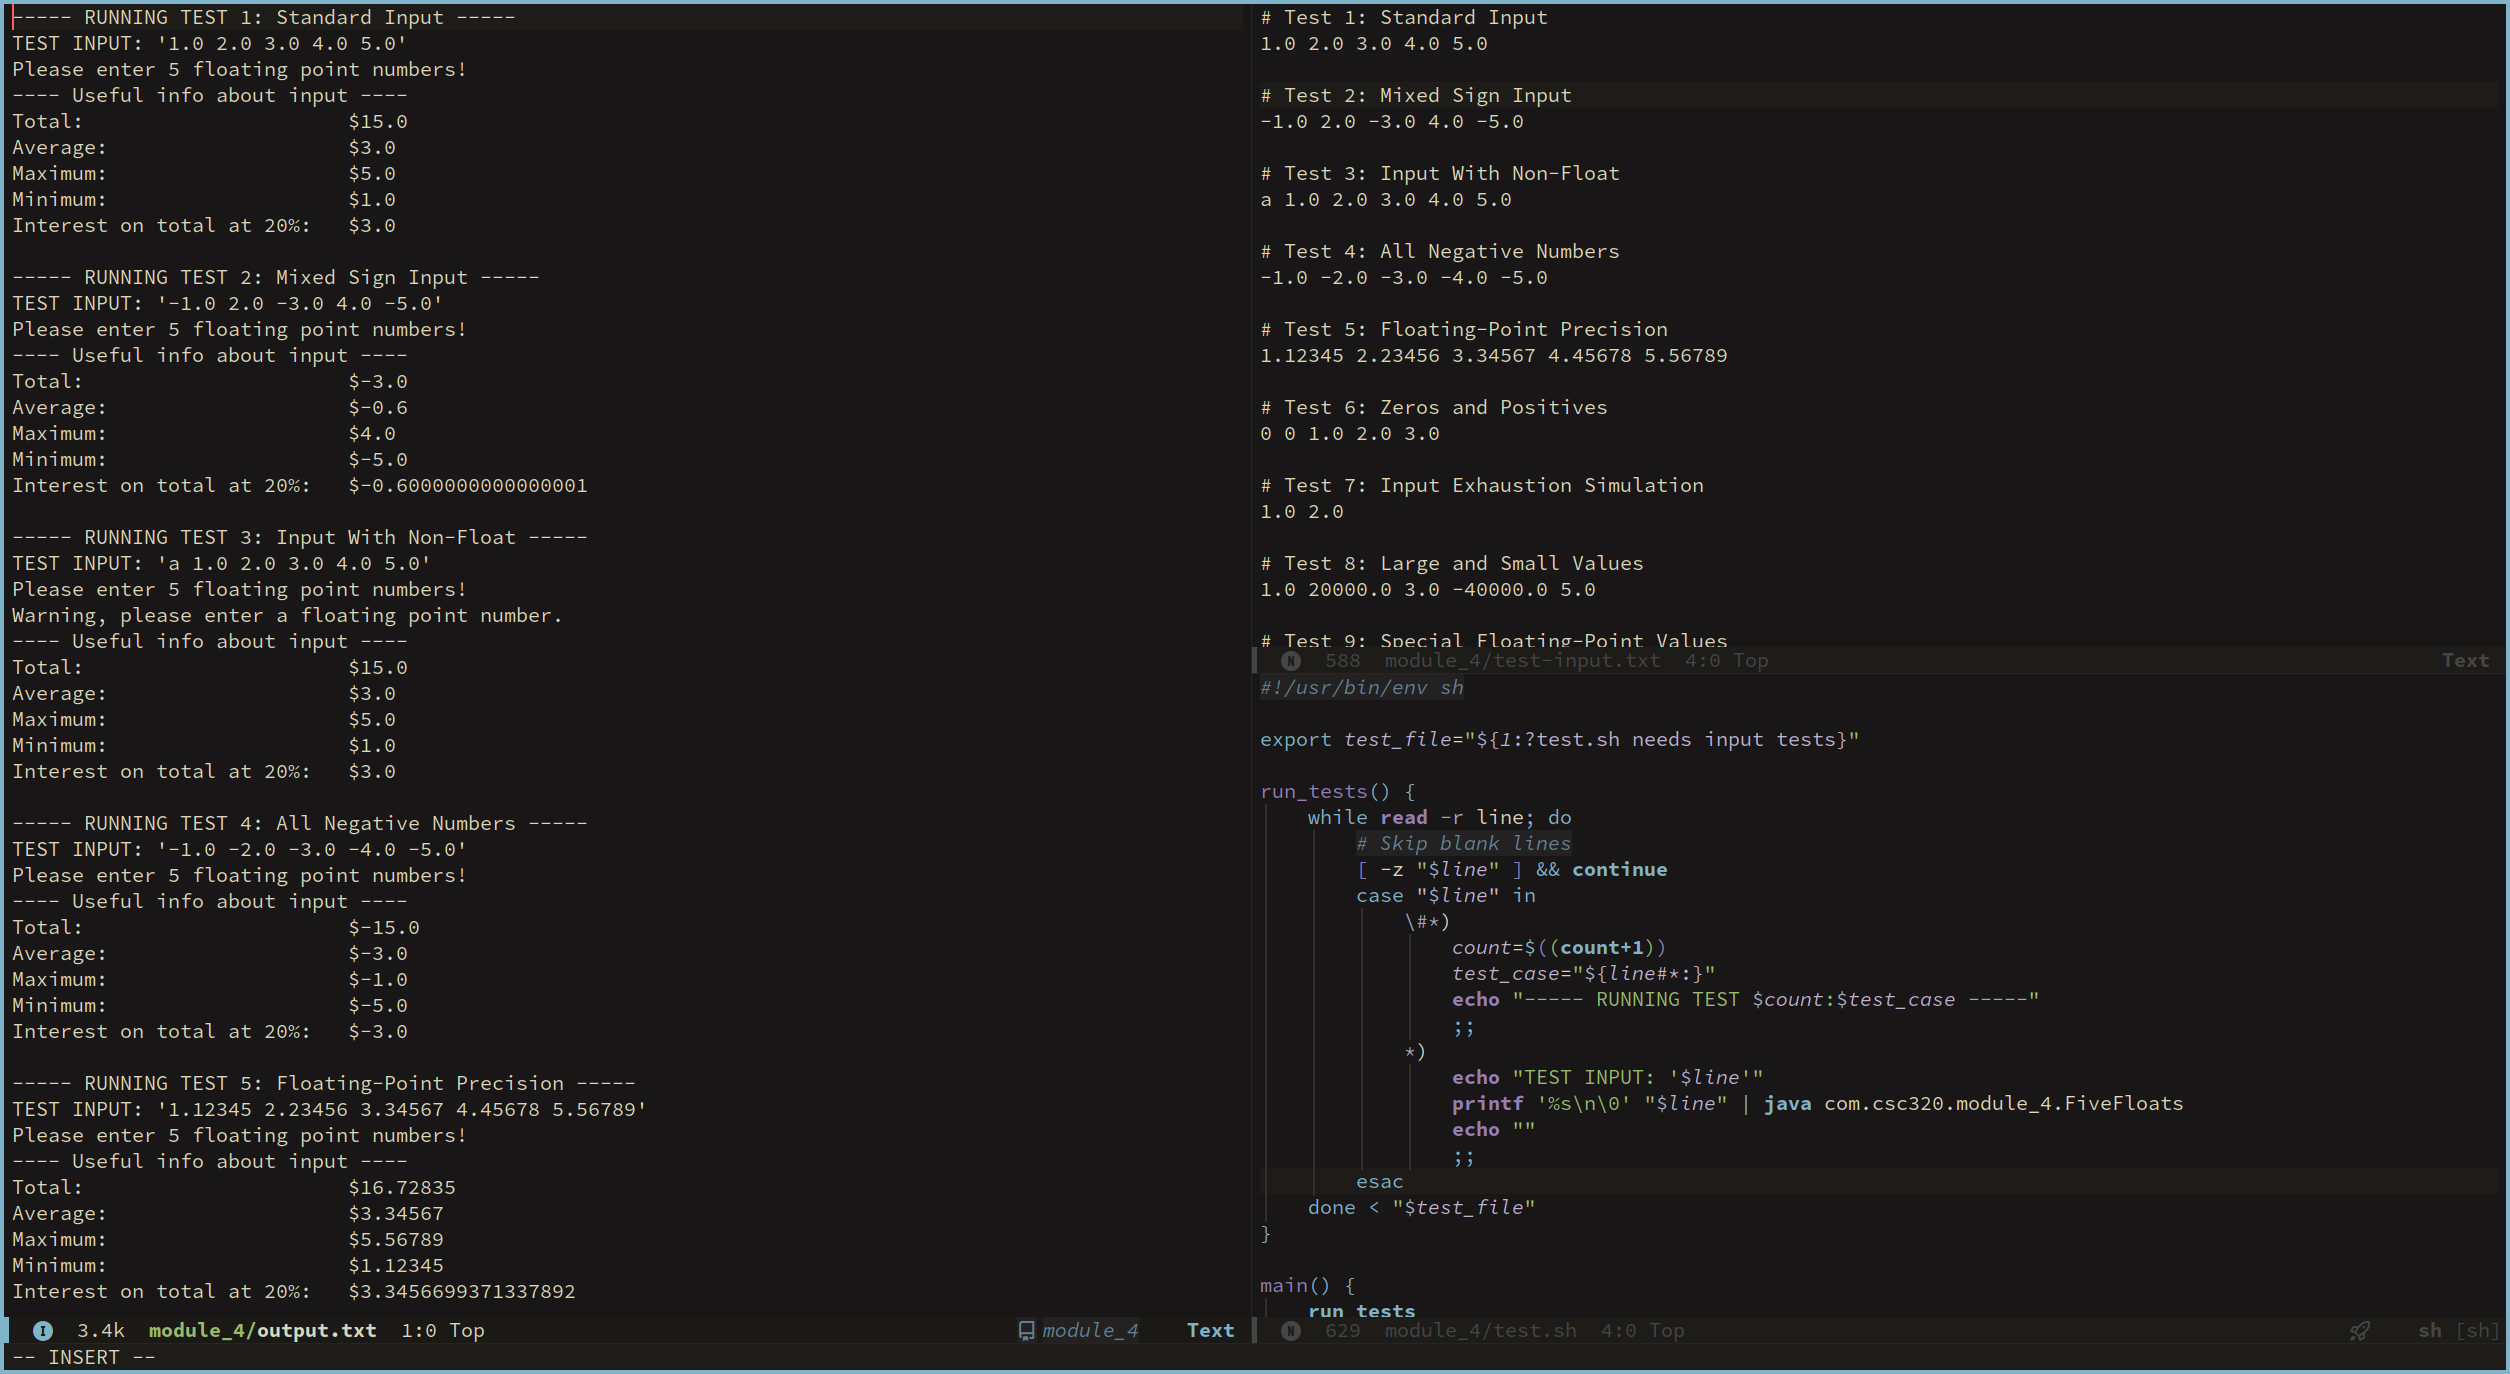 ----- RUNNING TEST 1: Standard Input -----
TEST INPUT: '1.0 2.0 3.0 4.0 5.0'
Please enter 5 floating point numbers!
---- Useful info about input ----
Total:                      $15.0
Average:                    $3.0
Maximum:                    $5.0
Minimum:                    $1.0
Interest on total at 20%:   $3.0

----- RUNNING TEST 2: Mixed Sign Input -----
TEST INPUT: '-1.0 2.0 -3.0 4.0 -5.0'
Please enter 5 floating point numbers!
---- Useful info about input ----
Total:                      $-3.0
Average:                    $-0.6
Maximum:                    $4.0
Minimum:                    $-5.0
Interest on total at 20%:   $-0.6000000000000001

----- RUNNING TEST 3: Input With Non-Float -----
TEST INPUT: 'a 1.0 2.0 3.0 4.0 5.0'
Please enter 5 floating point numbers!
Warning, please enter a floating point number.
---- Useful info about input ----
Total:                      $15.0
Average:                    $3.0
Maximum:                    $5.0
Minimum:                    $1.0
Interest on total at 20%:   $3.0

----- RUNNING TEST 4: All Negative Numbers -----
TEST INPUT: '-1.0 -2.0 -3.0 -4.0 -5.0'
Please enter 5 floating point numbers!
---- Useful info about input ----
Total:                      $-15.0
Average:                    $-3.0
Maximum:                    $-1.0
Minimum:                    $-5.0
Interest on total at 20%:   $-3.0

----- RUNNING TEST 5: Floating-Point Precision -----
TEST INPUT: '1.12345 2.23456 3.34567 4.45678 5.56789'
Please enter 5 floating point numbers!
---- Useful info about input ----
Total:                      $16.72835
Average:                    $3.34567
Maximum:                    $5.56789
Minimum:                    $1.12345
Interest on total at 20%:   $3.3456699371337892
I 3.4k module_4/output.txt 1:0 Top module_4 Text
-- INSERT --
# Test 1: Standard Input
1.0 2.0 3.0 4.0 5.0

# Test 2: Mixed Sign Input
-1.0 2.0 -3.0 4.0 -5.0

# Test 3: Input With Non-Float
a 1.0 2.0 3.0 4.0 5.0

# Test 4: All Negative Numbers
-1.0 -2.0 -3.0 -4.0 -5.0

# Test 5: Floating-Point Precision
1.12345 2.23456 3.34567 4.45678 5.56789

# Test 6: Zeros and Positives
0 0 1.0 2.0 3.0

# Test 7: Input Exhaustion Simulation
1.0 2.0

# Test 8: Large and Small Values
1.0 20000.0 3.0 -40000.0 5.0

# Test 9: Special Floating-Point Values
N 588 module_4/test-input.txt 4:0 Top Text
#!/usr/bin/env sh

export test_file="${1:?test.sh needs input tests}"

run_tests() {
    while read -r line; do
        # Skip blank lines
        [ -z "$line" ] && continue
        case "$line" in
            \#*)
                count=$((count+1))
                test_case="${line#*:}"
                echo "----- RUNNING TEST $count:$test_case -----"
                ;;
            *)
                echo "TEST INPUT: '$line'"
                printf '%s\n\0' "$line" | java com.csc320.module_4.FiveFloats
                echo ""
                ;;
        esac
    done < "$test_file"
}

main() {
    run_tests
N 629 module_4/test.sh 4:0 Top sh [sh]